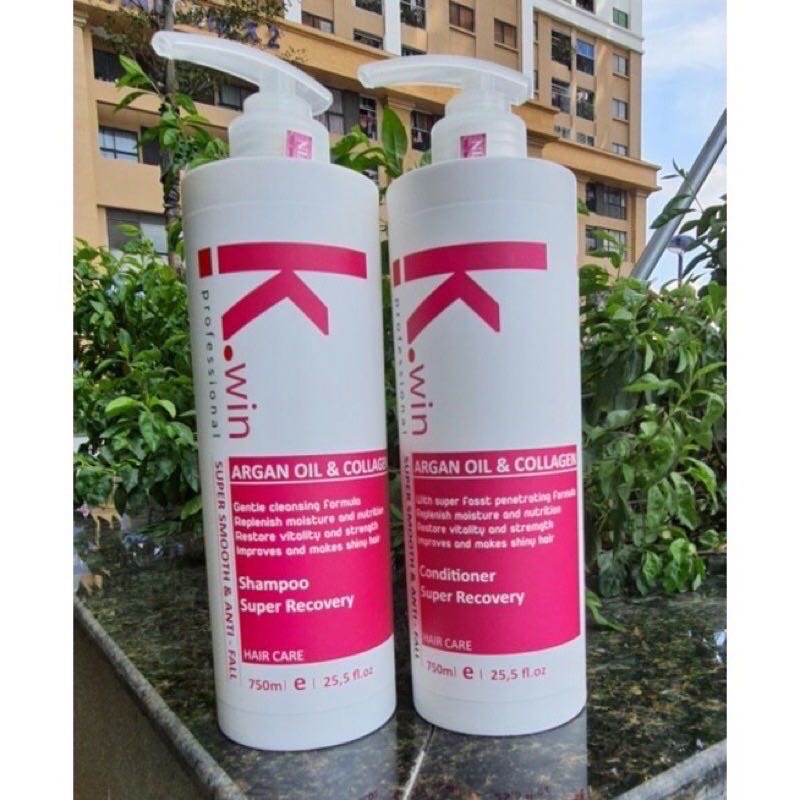 K.win
professional
SUPER SMOOTH & ANTI - FALL
ARGAN OIL & COLLAGEN
Gentle cleansing formula
Replenish moisture and nutrition
Restore vitality and strength
Improves and makes shiny hair
Shampoo
Super Recovery
HAIR CARE
750ml e 25,5 fl.oz
K.win
professional
SUPER SMOOTH & ANTI - FALL
ARGAN OIL & COLLAGEN
With super fasst penetrating formula
Replenish moisture and nutrition
Restore vitality and strength
Improves and makes shiny hair
Conditioner
Super Recovery
HAIR CARE
750ml e 25,5 fl.oz